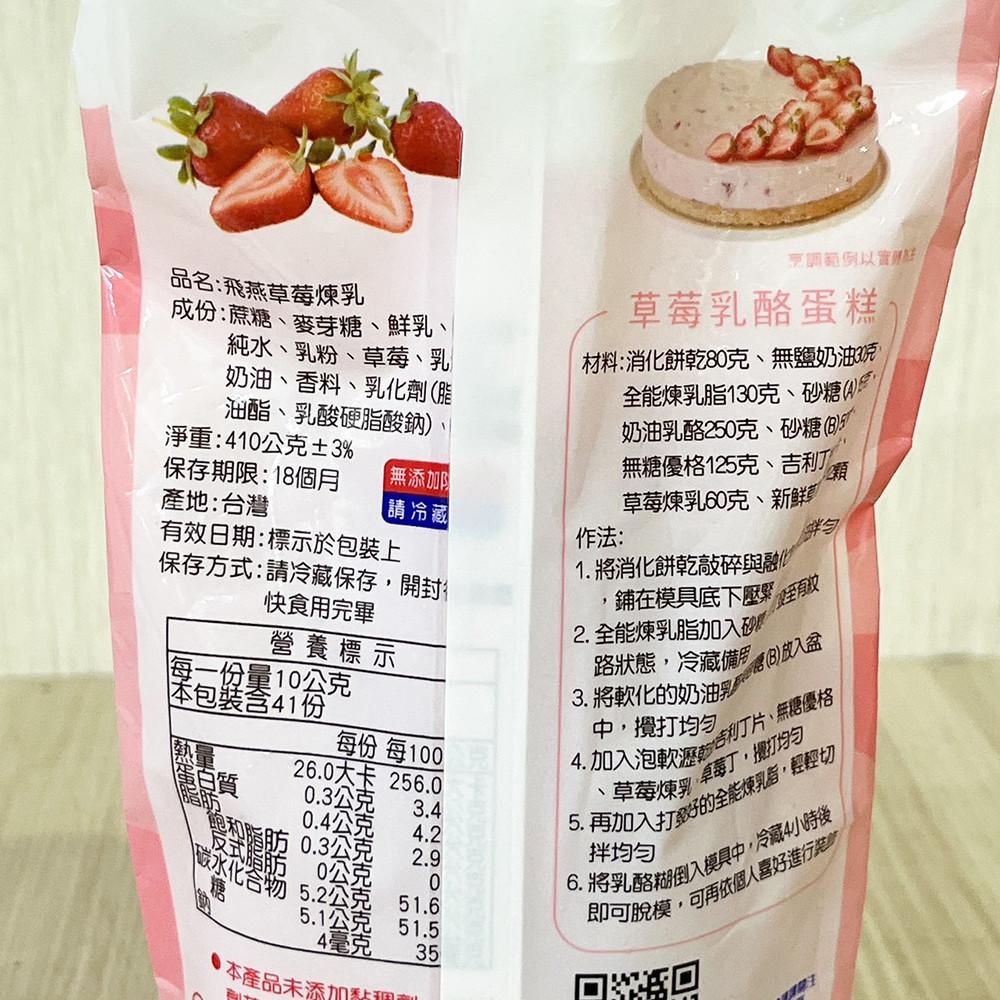 品名:飛燕草莓煉乳
成份:蔗糖、麥芽糖、鮮乳、
純水、乳粉、草莓、乳
奶油、香料、乳化劑(脂
油酯、乳酸硬脂酸鈉)、
淨重:410公克±3%
保存期限:18個月
產地:台灣
無添加防
請冷藏
有效日期:標示於包裝上
保存方式:請冷藏保存,開封後
快食用完畢
營養標示
每一份量10公克
本包裝含41份
每份 每100
熱量 26.0大卡 256.0
蛋白質 0.3公克 3.4
脂肪 0.4公克 4.2
飽和脂肪 0.3公克 2.9
反式脂肪 0公克 0
碳水化合物 5.2公克 51.6
糖 5.1公克 51.5
鈉 4毫克 35
本產品未添加黏稠劑
烹調範例以實
草莓乳酪蛋糕
材料:消化餅乾80克、無鹽奶油30克、
全能煉乳脂130克、砂糖(A)
奶油乳酪250克、砂糖(B)
無糖優格125克、吉利丁 2顆
草莓煉乳60克、新鮮草
作法:
1.將消化餅乾敲碎與融化 拌勻
,鋪在模具底下壓緊
2.全能煉乳脂加入砂糖 發至有紋
路狀態,冷藏備用
3.將軟化的奶油乳酪 糖(B)放入盆
中,攪打均勻
4.加入泡軟瀝乾 吉利丁片、無糖優格
、草莓煉乳 草莓丁,攪打均勻
5.再加入打發好的全能煉乳脂,輕輕切
拌均勻
6.將乳酪糊倒入模具中,冷藏4小時後
即可脫模,可再依個人喜好進行裝飾